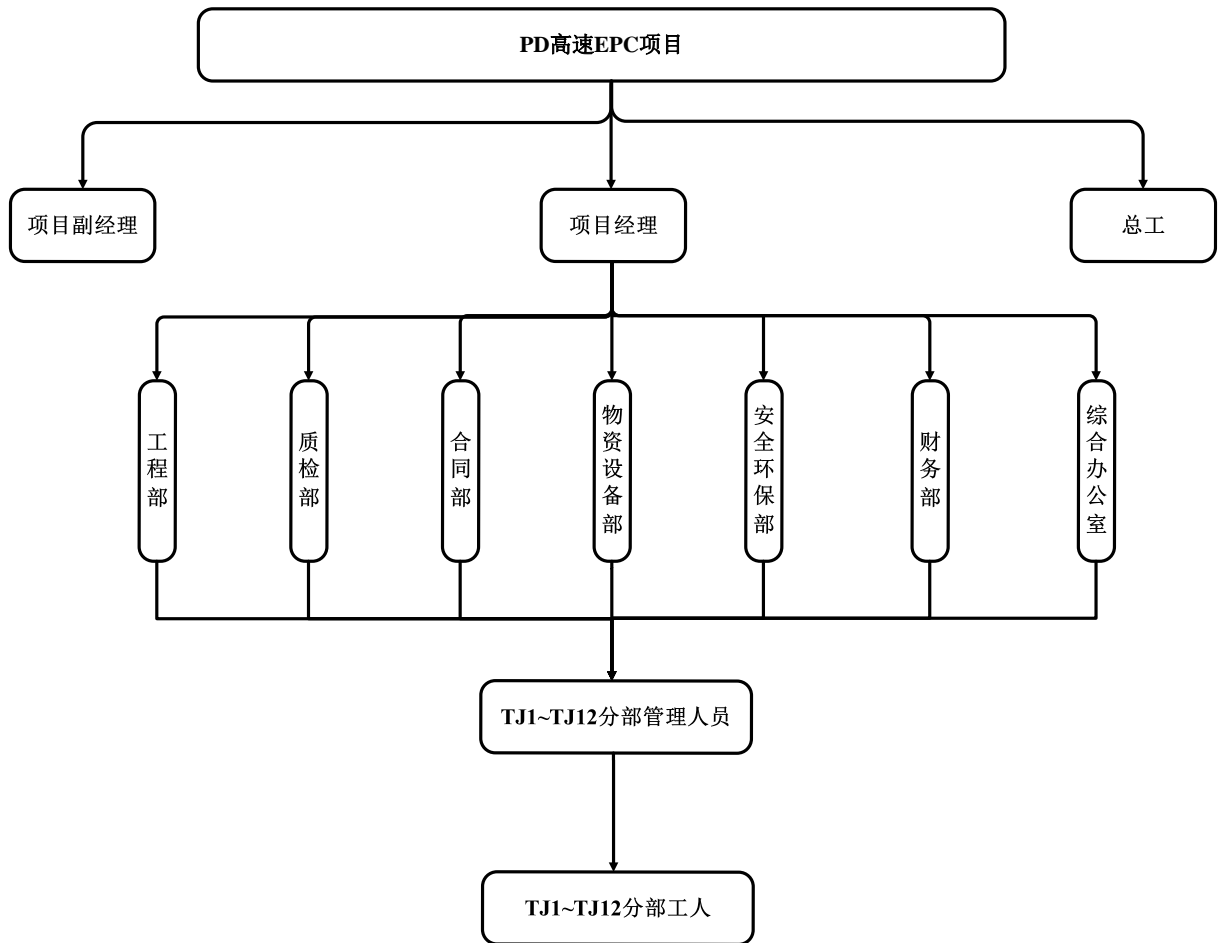 PD高速EPC项目
项目副经理
项目经理
总工
工程部
质检部
合同部
物资设备部
安全环保部
财务部
综合办公室
TJ1~TJ12分部管理人员
TJ1~TJ12分部工人